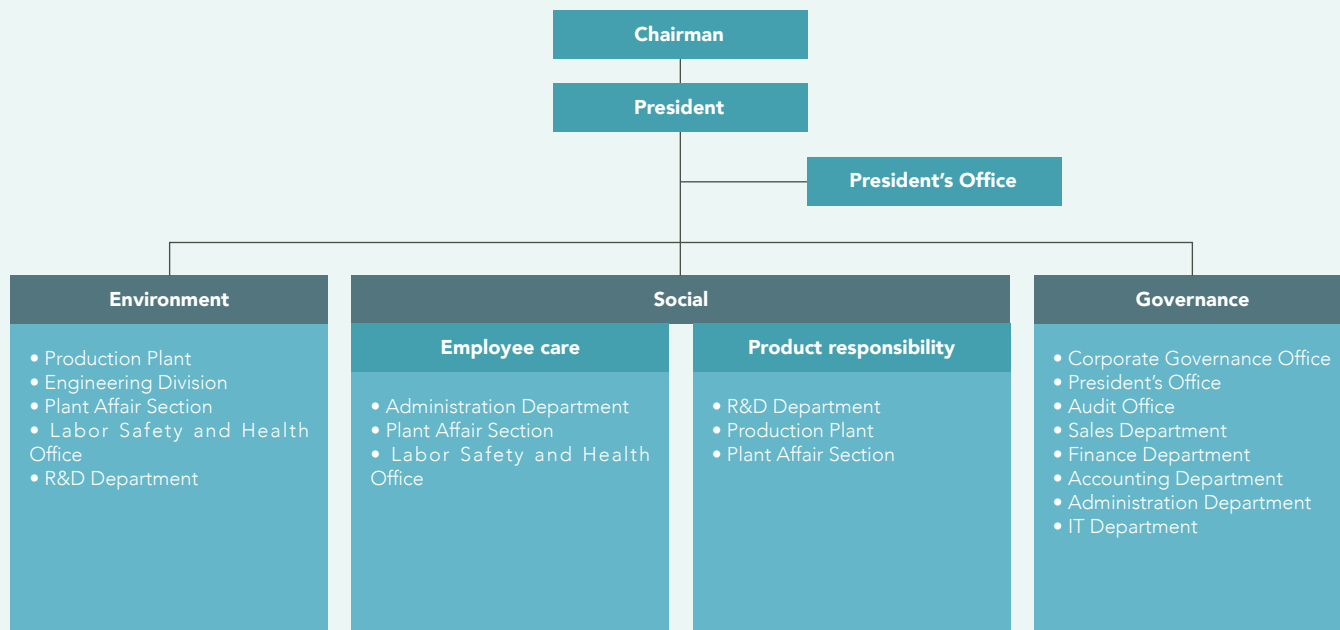 Chairman
President
President’s Office
Environment
• Production Plant
• Engineering Division
• Plant Affair Section
• Labor Safety and Health
Office
• R&D Department
Social
Employee care
• Administration Department
• Plant Affair Section
• Labor Safety and Health
Office
Product responsibility
• R&D Department
• Production Plant
• Plant Affair Section
Governance
• Corporate Governance Office
• President’s Office
• Audit Office
• Sales Department
• Finance Department
• Accounting Department
• Administration Department
• IT Department